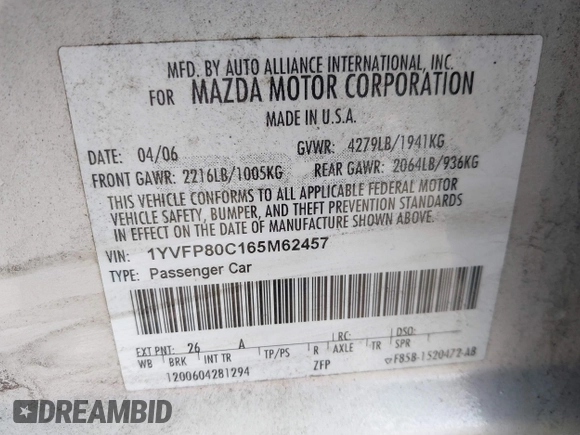 MFD. BY AUTO ALLIANCE INTERNATIONAL, INC.
FOR MAZDA MOTOR CORPORATION
MADE IN U.S.A.
DATE: 04/06 GVWR: 4279LB/1941KG
FRONT GAWR: 2216LB/1005KG REAR GAWR: 2064LB/936KG
THIS VEHICLE CONFORMS TO ALL APPLICABLE FEDERAL MOTOR
VEHICLE SAFETY, BUMPER, AND THEFT PREVENTION STANDARDS
IN EFFECT ON THE DATE OF MANUFACTURE SHOWN ABOVE.
VIN: 1YVFP80C165M62457
TYPE: Passenger Car
EXT PNT: 26 A RC: DSO:
WB BRK INT TR TP/PS R AXLE TR SPR
1200604281294 ZFP F85B-1520472-AB
DREAMBID